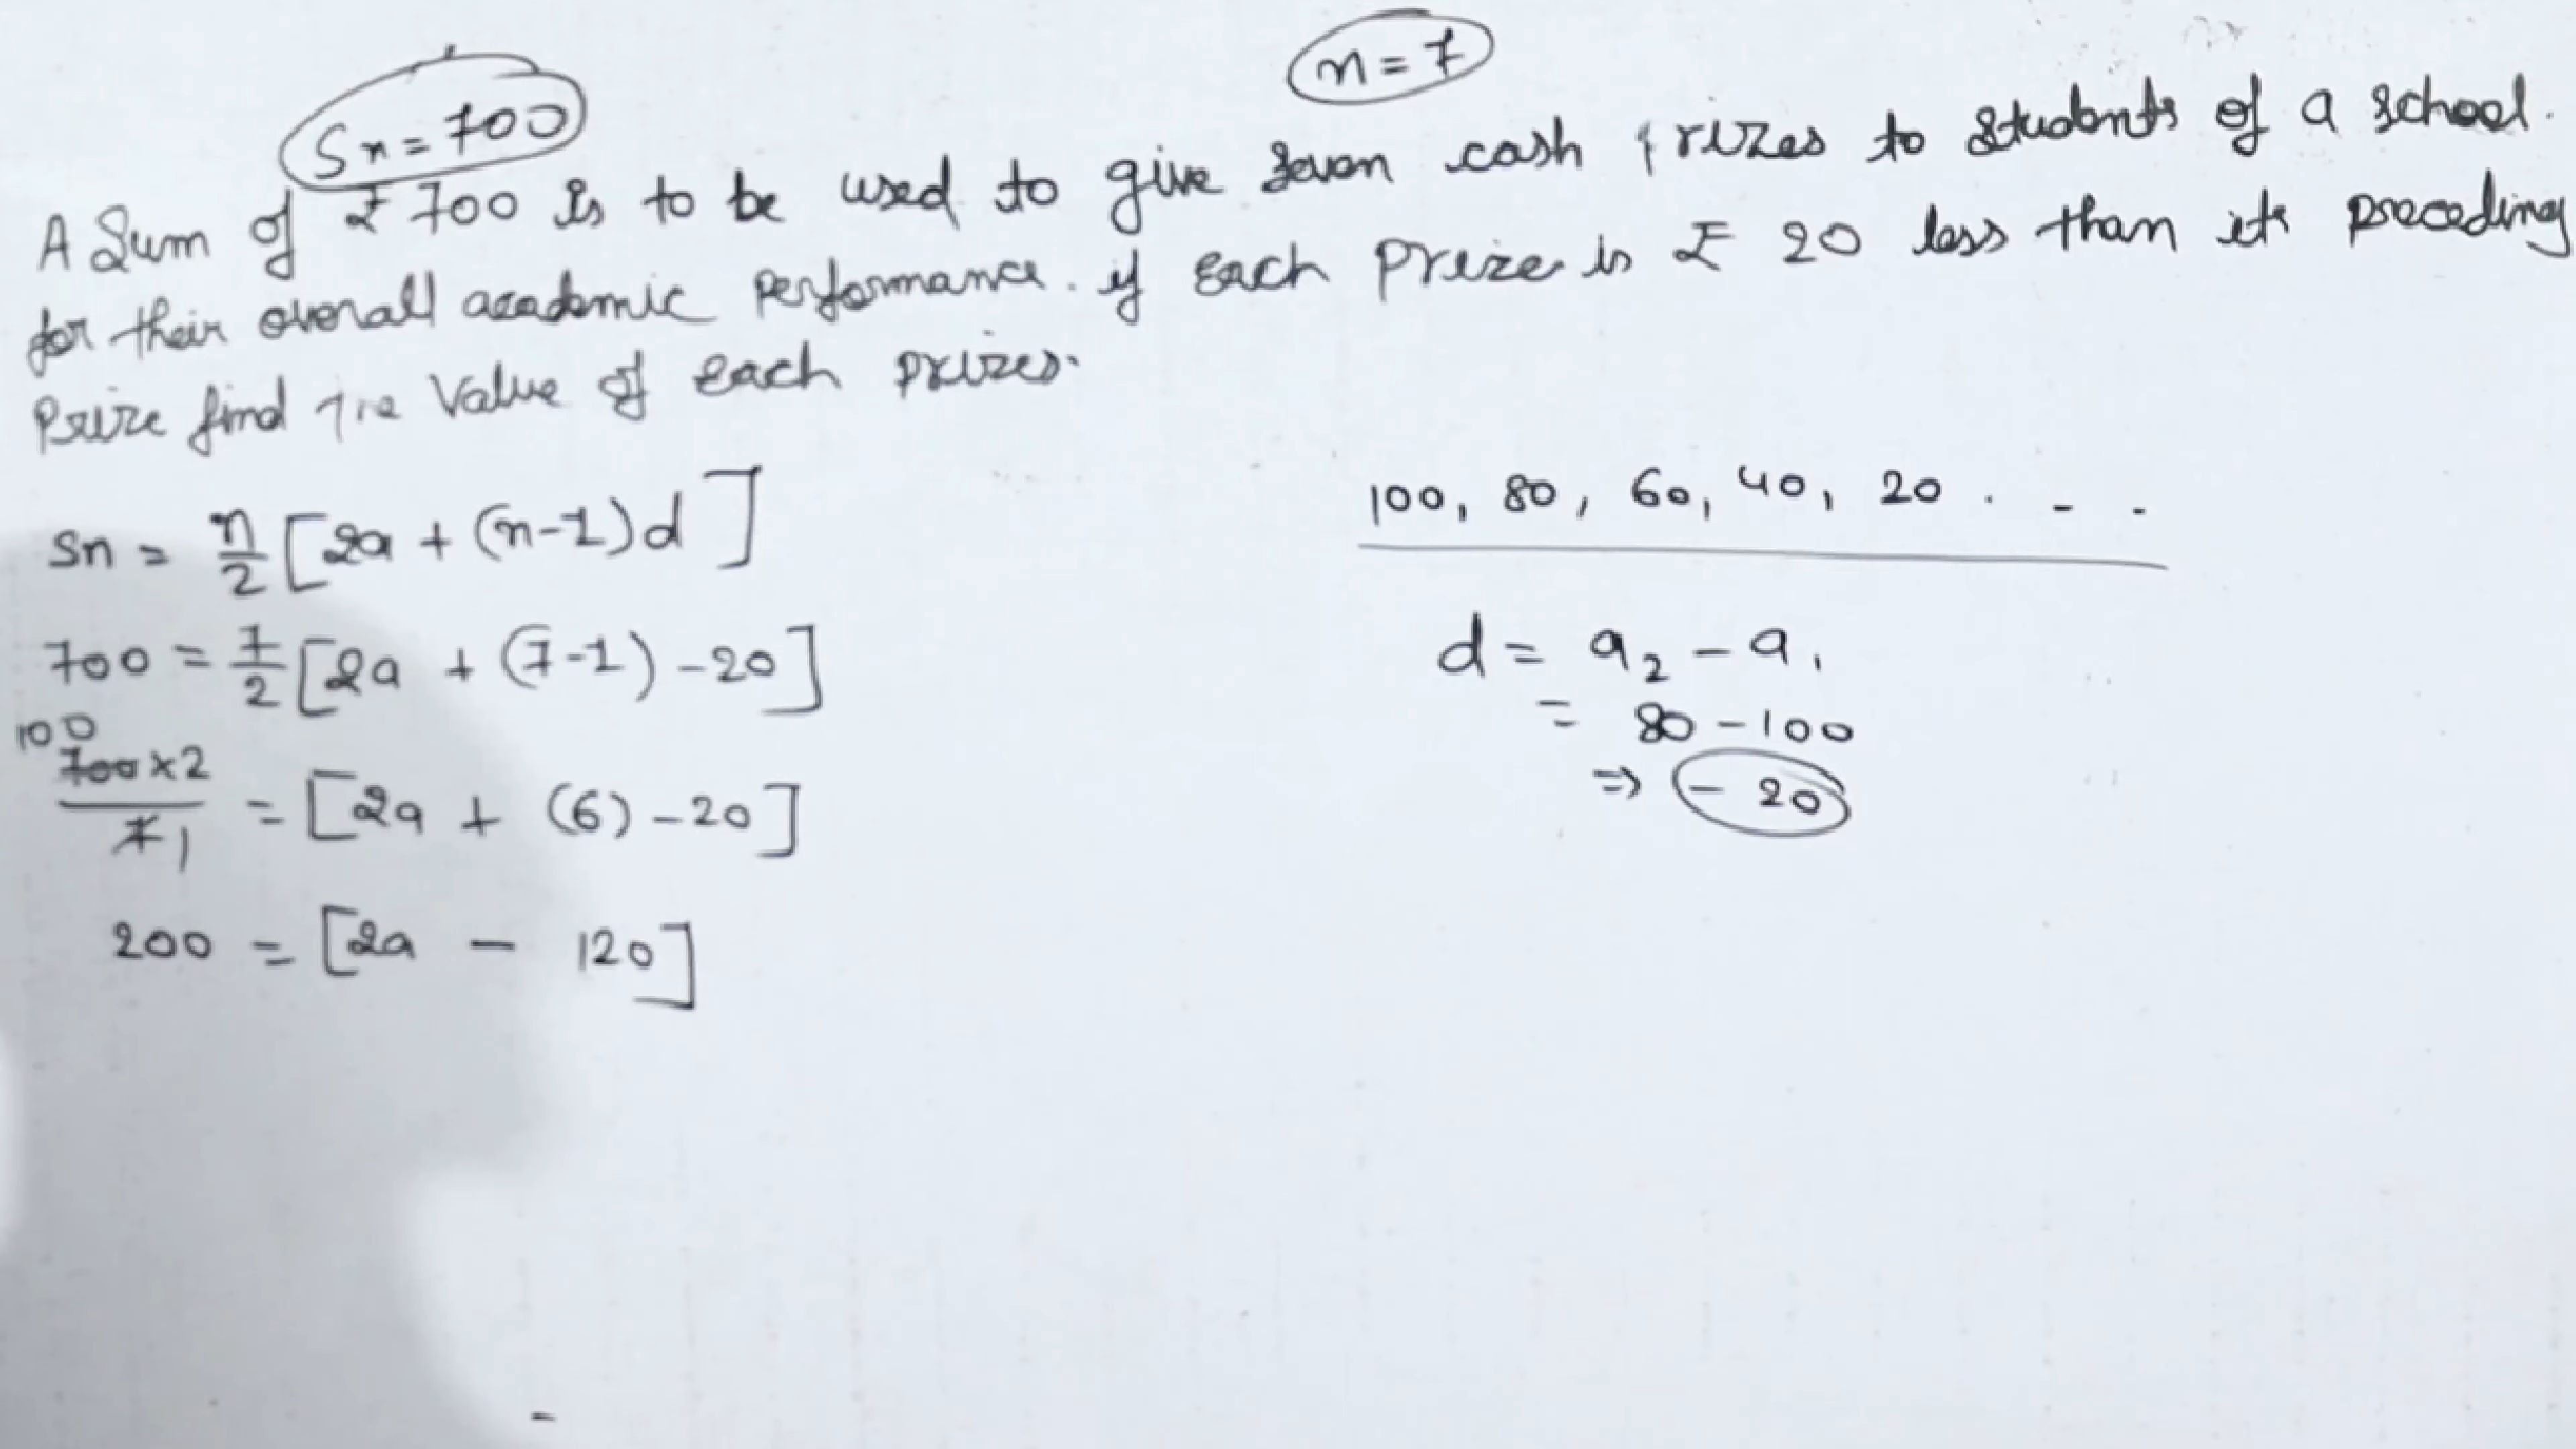 Sn = 700
n = 7
A Sum of ₹ 700 is to be used to give seven cash prizes to students of a school.
for their overall academic performance. if each prize is ₹ 20 less than its preceding
Prize find the value of each prizes.
Sn = n/2 [2a + (n-1)d]
700 = 7/2 [2a + (7-1) -20]
100
700×2 / 7 1 = [2a + (6) -20]
200 = [2a - 120]
100, 80, 60, 40, 20 . - -
d = a₂ - a₁
= 80 - 100
⇒ - 20